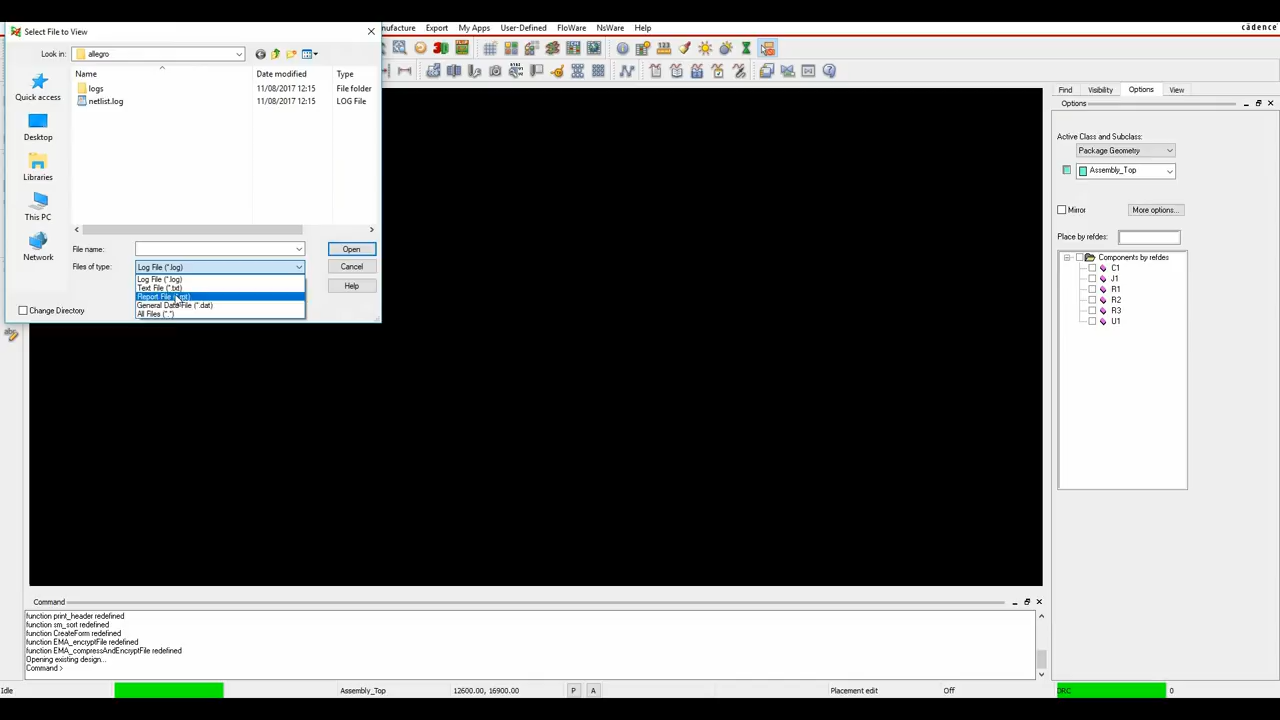 Select File to View
Manufacture Export My Apps User-Defined FloWare NsWare Help
cādence
Look in: allegro
Name Date modified Type
logs 11/08/2017 12:15 File folder
netlist.log 11/08/2017 12:15 LOG File
Quick access
Desktop
Libraries
This PC
Network
File name: Open
Files of type: Log File (*.log) Cancel
Help
Log File (*.log)
Text File (*.txt)
Report File (*.rpt)
General Data File (*.dat)
All Files (*.*)
Change Directory
Find Visibility Options View
Options
Active Class and Subclass:
Package Geometry
Assembly_Top
Mirror More options...
Place by refdes:
Components by refdes
C1
J1
R1
R2
R3
U1
Command
function print_header redefined
function sm_sort redefined
function CreateForm redefined
function EMA_encryptFile redefined
function EMA_compressAndEncryptFile redefined
Opening existing design...
Command >
Idle Assembly_Top 12600.00, 16900.00 P A Placement edit Off DRC 0